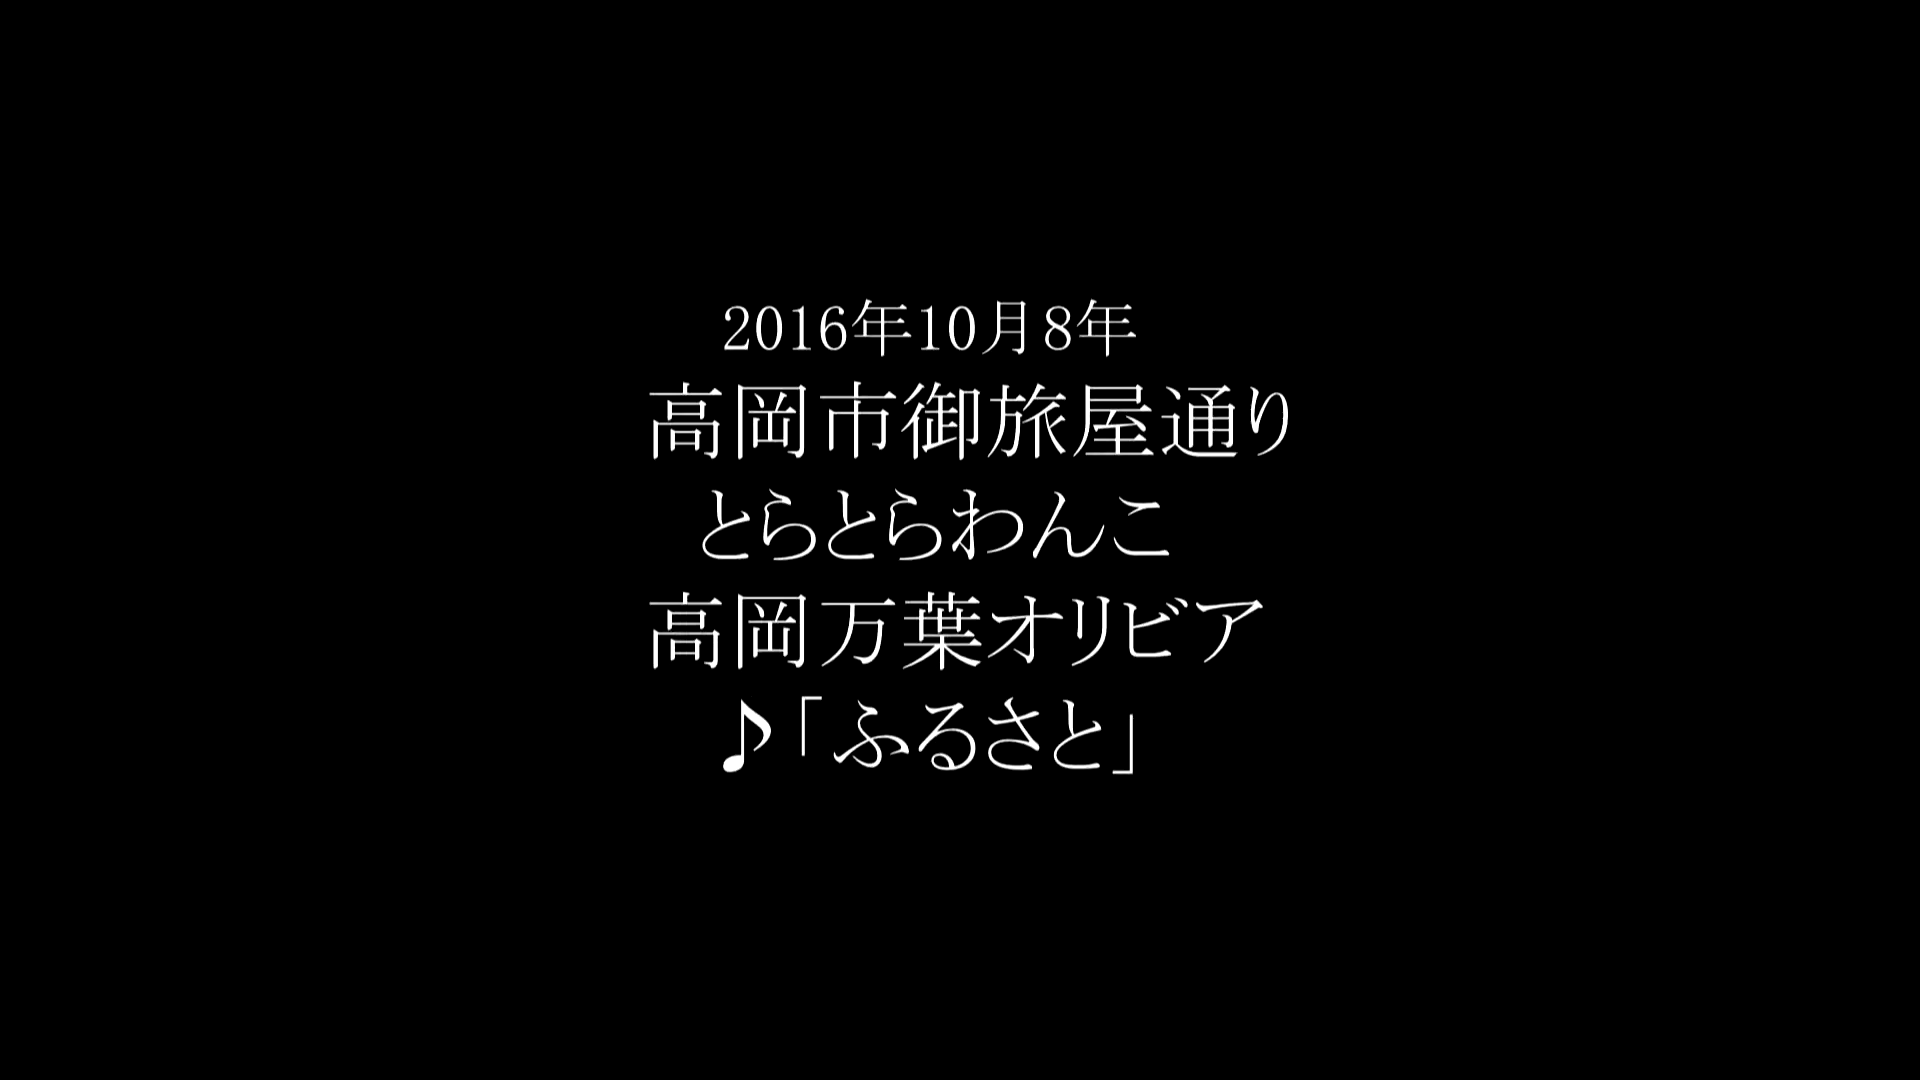 2016年10月8年
高岡市御旅屋通り
とらとらわんこ
高岡万葉オリビア
♪「ふるさと」